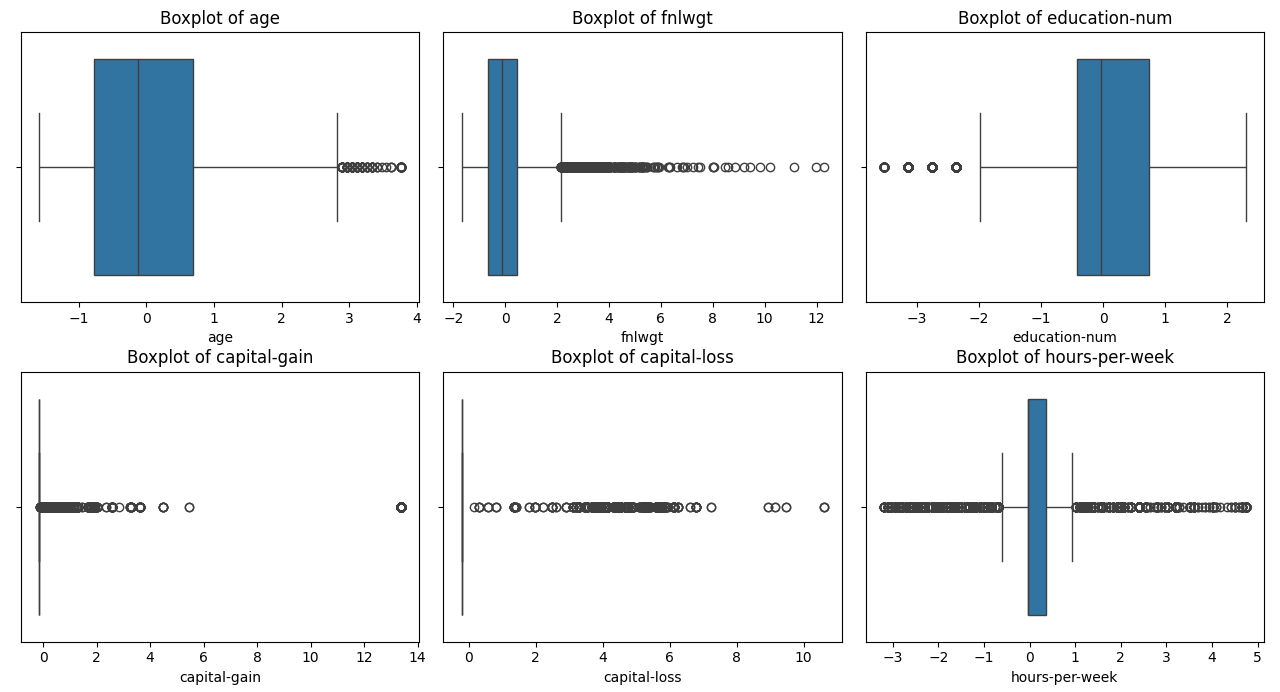 Boxplot of age
−1 0 1 2 3 4
age
Boxplot of fnlwgt
−2 0 2 4 6 8 10 12
fnlwgt
Boxplot of education-num
−3 −2 −1 0 1 2
education-num
Boxplot of capital-gain
0 2 4 6 8 10 12 14
capital-gain
Boxplot of capital-loss
0 2 4 6 8 10
capital-loss
Boxplot of hours-per-week
−3 −2 −1 0 1 2 3 4 5
hours-per-week